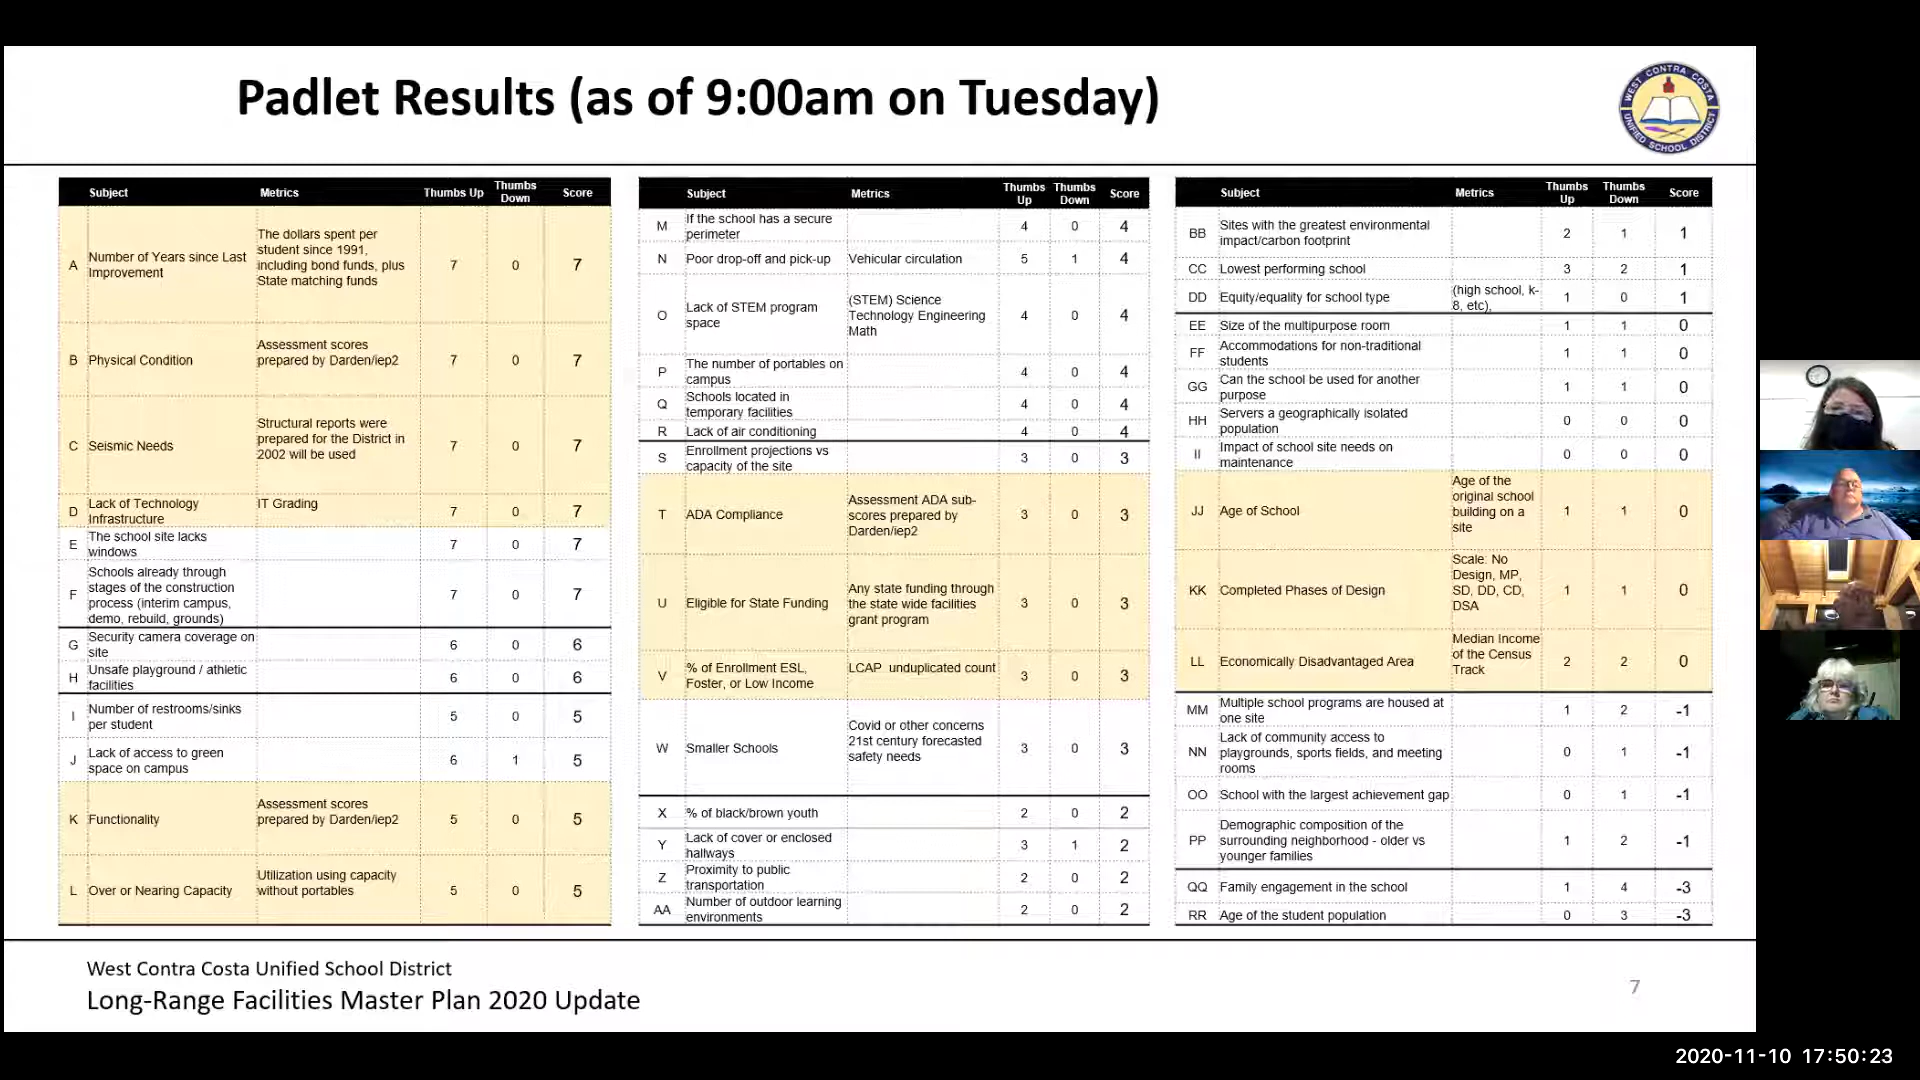 Padlet Results (as of 9:00am on Tuesday)
WEST CONTRA COSTA
UNIFIED SCHOOL DISTRICT
Subject Metrics Thumbs Up Thumbs Down Score
A Number of Years since Last Improvement The dollars spent per student since 1991, including bond funds, plus State matching funds 7 0 7
B Physical Condition Assessment scores prepared by Darden/iep2 7 0 7
C Seismic Needs Structural reports were prepared for the District in 2002 will be used 7 0 7
D Lack of Technology Infrastructure IT Grading 7 0 7
E The school site lacks windows 7 0 7
F Schools already through stages of the construction process (interim campus, demo, rebuild, grounds) 7 0 7
G Security camera coverage on site 6 0 6
H Unsafe playground / athletic facilities 6 0 6
I Number of restrooms/sinks per student 5 0 5
J Lack of access to green space on campus 6 1 5
K Functionality Assessment scores prepared by Darden/iep2 5 0 5
L Over or Nearing Capacity Utilization using capacity without portables 5 0 5
Subject Metrics Thumbs Up Thumbs Down Score
M If the school has a secure perimeter 4 0 4
N Poor drop-off and pick-up Vehicular circulation 5 1 4
O Lack of STEM program space (STEM) Science Technology Engineering Math 4 0 4
P The number of portables on campus 4 0 4
Q Schools located in temporary facilities 4 0 4
R Lack of air conditioning 4 0 4
S Enrollment projections vs capacity of the site 3 0 3
T ADA Compliance Assessment ADA sub-scores prepared by Darden/iep2 3 0 3
U Eligible for State Funding Any state funding through the state wide facilities grant program 3 0 3
V % of Enrollment ESL, Foster, or Low Income LCAP unduplicated count 3 0 3
W Smaller Schools Covid or other concerns 21st century forecasted safety needs 3 0 3
X % of black/brown youth 2 0 2
Y Lack of cover or enclosed hallways 3 1 2
Z Proximity to public transportation 2 0 2
AA Number of outdoor learning environments 2 0 2
Subject Metrics Thumbs Up Thumbs Down Score
BB Sites with the greatest environmental impact/carbon footprint 2 1 1
CC Lowest performing school 3 2 1
DD Equity/equality for school type (high school, k-8, etc), 1 0 1
EE Size of the multipurpose room 1 1 0
FF Accommodations for non-traditional students 1 1 0
GG Can the school be used for another purpose 1 1 0
HH Servers a geographically isolated population 0 0 0
II Impact of school site needs on maintenance 0 0 0
JJ Age of School Age of the original school building on a site 1 1 0
KK Completed Phases of Design Scale: No Design, MP, SD, DD, CD, DSA 1 1 0
LL Economically Disadvantaged Area Median Income of the Census Track 2 2 0
MM Multiple school programs are housed at one site 1 2 -1
NN Lack of community access to playgrounds, sports fields, and meeting rooms 0 1 -1
OO School with the largest achievement gap 0 1 -1
PP Demographic composition of the surrounding neighborhood - older vs younger families 1 2 -1
QQ Family engagement in the school 1 4 -3
RR Age of the student population 0 3 -3
West Contra Costa Unified School District
Long-Range Facilities Master Plan 2020 Update
7
2020-11-10 17:50:23